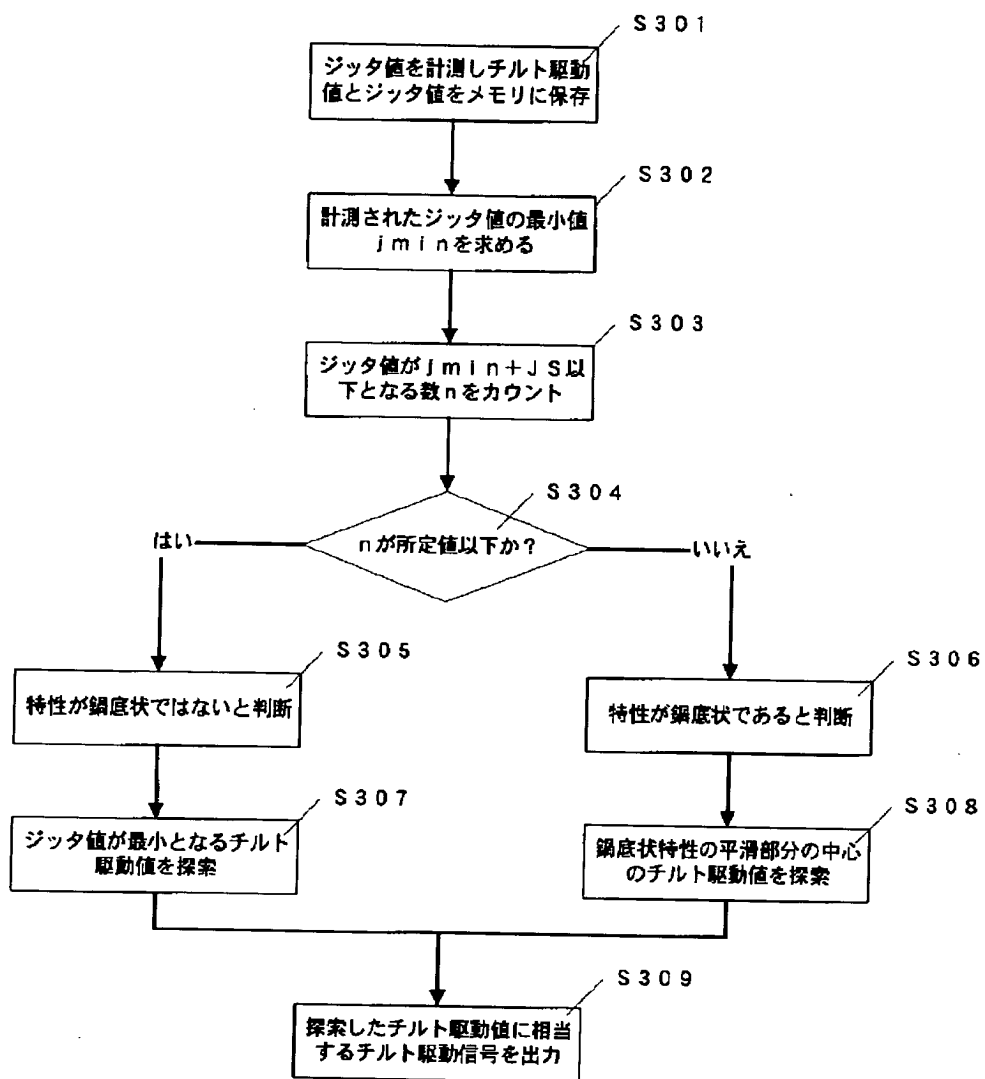 S301
ジッタ値を計測しチルト駆動
値とジッタ値をメモリに保存
S302
計測されたジッタ値の最小値
jminを求める
S303
ジッタ値がjmin+JS以
下となる数nをカウント
S304
nが所定値以下か?
はい
いいえ
S305
特性が鍋底状ではないと判断
S306
特性が鍋底状であると判断
S307
ジッタ値が最小となるチルト
駆動値を探索
S308
鍋底状特性の平滑部分の中心
のチルト駆動値を探索
S309
探索したチルト駆動値に相当
するチルト駆動信号を出力